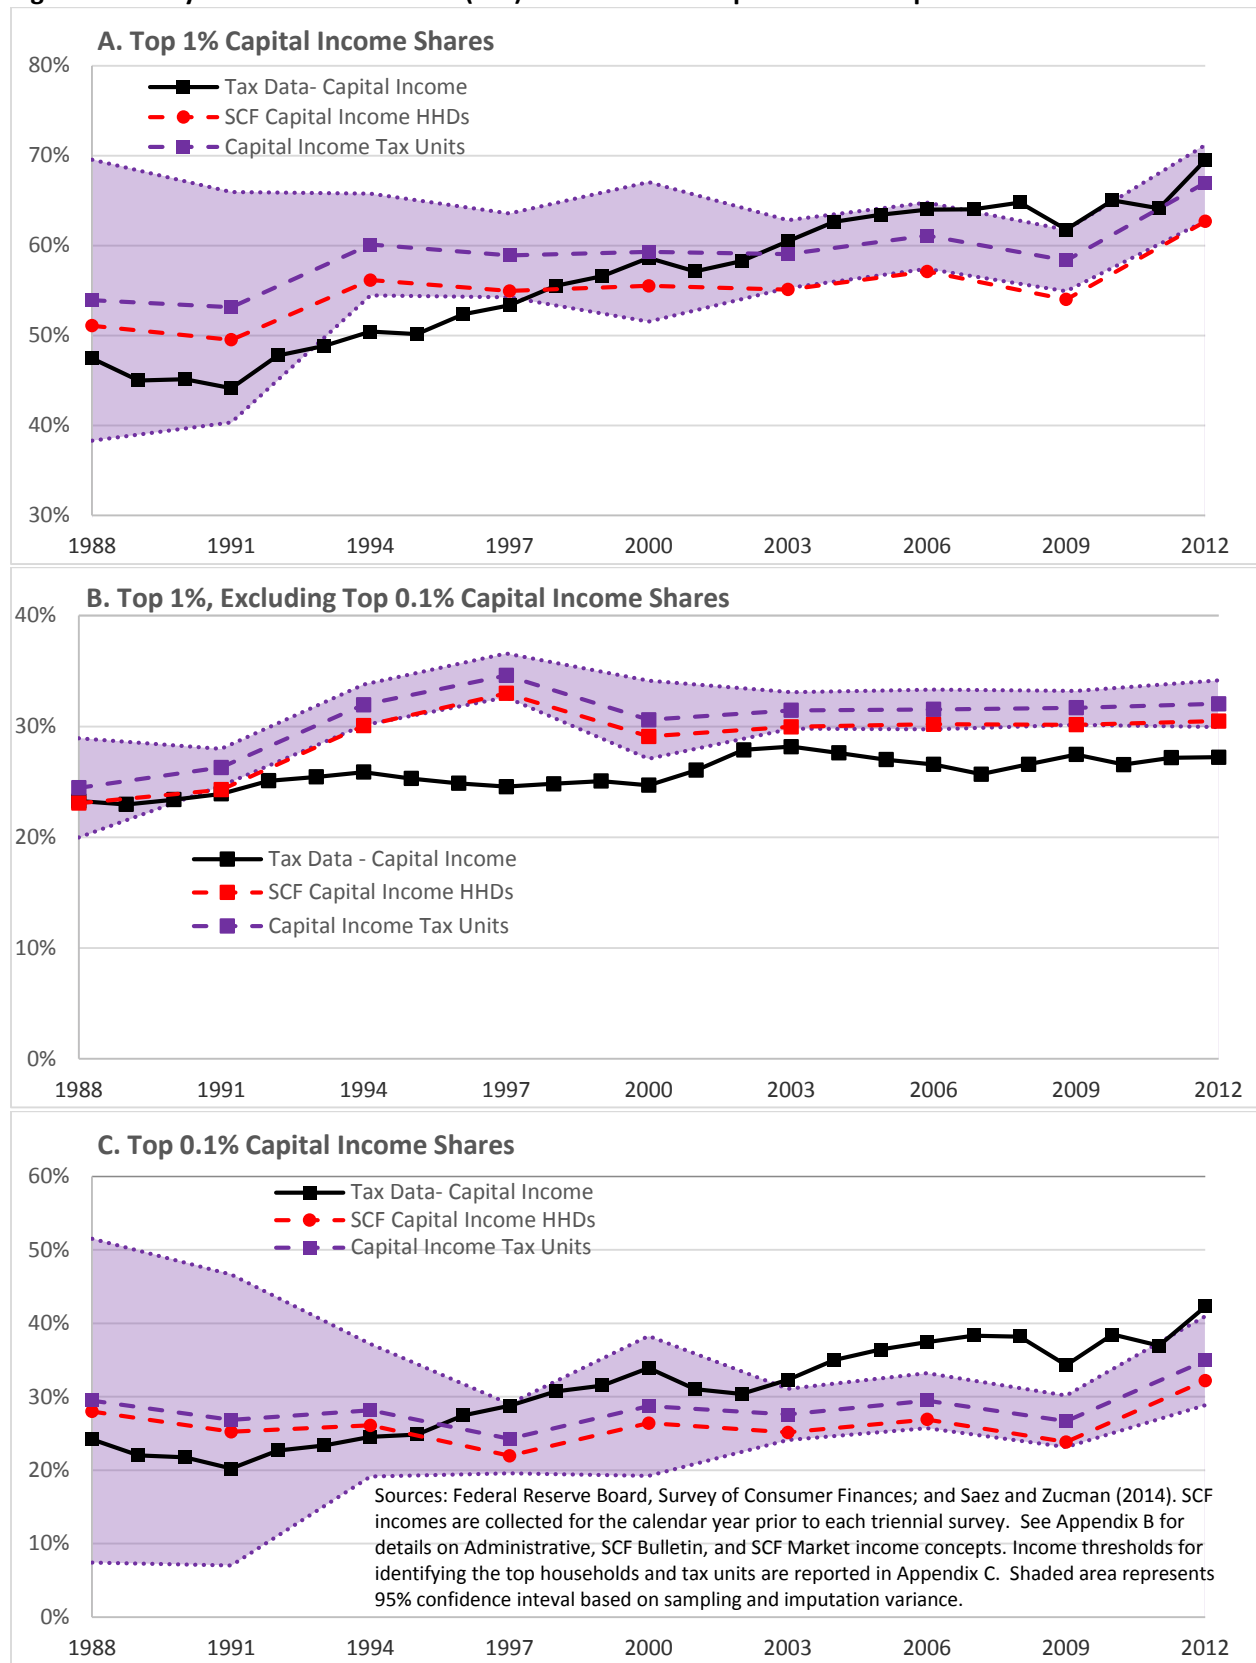 A. Top 1% Capital Income Shares
80%
Tax Data- Capital Income
SCF Capital Income HHDs
Capital Income Tax Units
70%
60%
50%
40%
30%
1988 1991 1994 1997 2000 2003 2006 2009 2012
B. Top 1%, Excluding Top 0.1% Capital Income Shares
40%
30%
20%
Tax Data - Capital Income
SCF Capital Income HHDs
Capital Income Tax Units
10%
0%
1988 1991 1994 1997 2000 2003 2006 2009 2012
C. Top 0.1% Capital Income Shares
60%
Tax Data- Capital Income
SCF Capital Income HHDs
Capital Income Tax Units
50%
40%
30%
20%
Sources: Federal Reserve Board, Survey of Consumer Finances; and Saez and Zucman (2014). SCF
incomes are collected for the calendar year prior to each triennial survey. See Appendix B for
details on Administrative, SCF Bulletin, and SCF Market income concepts. Income thresholds for
identifying the top households and tax units are reported in Appendix C. Shaded area represents
95% confidence inteval based on sampling and imputation variance.
10%
0%
1988 1991 1994 1997 2000 2003 2006 2009 2012